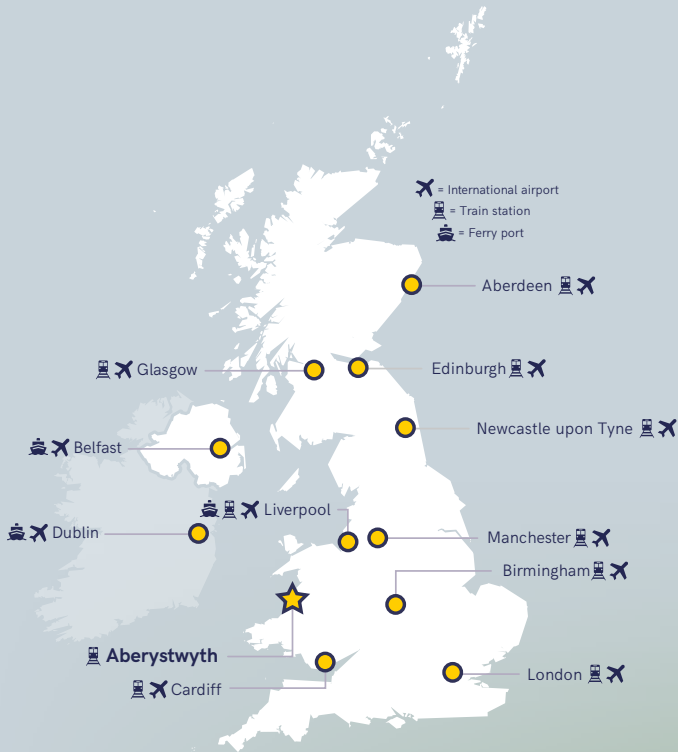 = International airport
= Train station
= Ferry port
Aberdeen
Glasgow
Edinburgh
Newcastle upon Tyne
Belfast
Liverpool
Dublin
Manchester
Birmingham
Aberystwyth
London
Cardiff